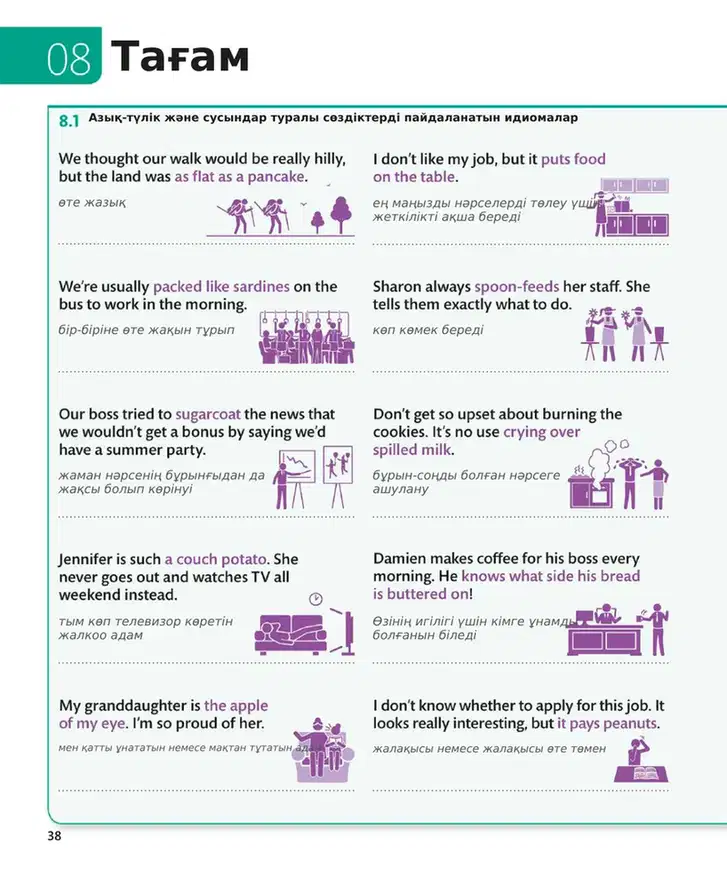 08 Тағам
8.1 Азық-түлік және сусындар туралы сөздіктерді пайдаланатын идиомалар
We thought our walk would be really hilly,
but the land was as flat as a pancake.
өте жазық
I don't like my job, but it puts food
on the table.
ең маңызды нәрселерді төлеу үшін
жеткілікті ақша береді
We're usually packed like sardines on the
bus to work in the morning.
бір-біріне өте жақын тұрып
Sharon always spoon-feeds her staff. She
tells them exactly what to do.
көп көмек береді
Our boss tried to sugarcoat the news that
we wouldn't get a bonus by saying we'd
have a summer party.
жаман нәрсенің бұрынғыдан да
жақсы болып көрінуі
Don't get so upset about burning the
cookies. It's no use crying over
spilled milk.
бұрын-соңды болған нәрсеге
ашулану
Jennifer is such a couch potato. She
never goes out and watches TV all
weekend instead.
тым көп телевизор көретін
жалкоо адам
Damien makes coffee for his boss every
morning. He knows what side his bread
is buttered on!
Өзінің игілігі үшін кімге ұнамды
болғанын біледі
My granddaughter is the apple
of my eye. I'm so proud of her.
мен қатты ұнататын немесе мақтан тұтатын
I don't know whether to apply for this job. It
looks really interesting, but it pays peanuts.
жалақысы немесе жалақысы өте төмен
38